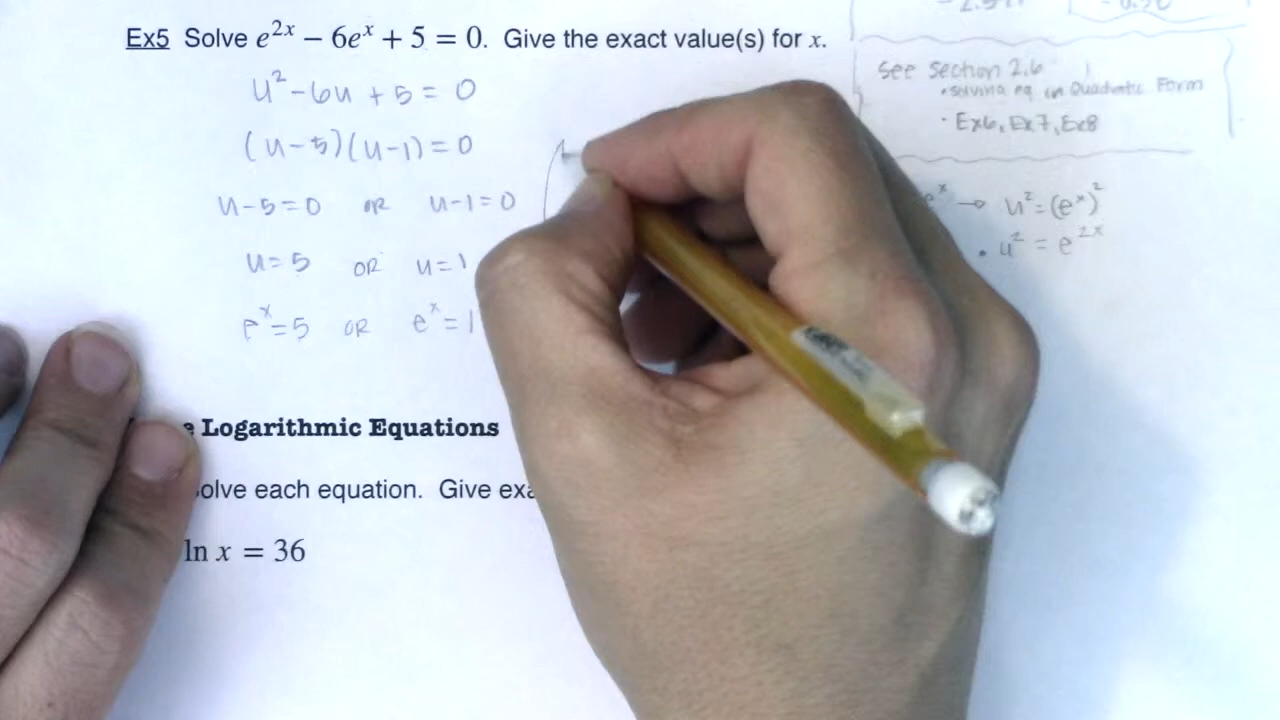 Ex5 Solve e^{2x} − 6e^x + 5 = 0. Give the exact value(s) for x.
u² - 6u + 5 = 0
(u-5)(u-1) = 0
u-5=0 OR u-1=0
u=5 OR u=1
e^x=5 OR e^x=1
See Section 2.6
• solving eq in Quadratic Form
• Ex6, Ex7, Ex8
e^x → u²=(e^x)²
• u² = e^{2x}
Logarithmic Equations
olve each equation. Give exa
ln x = 36